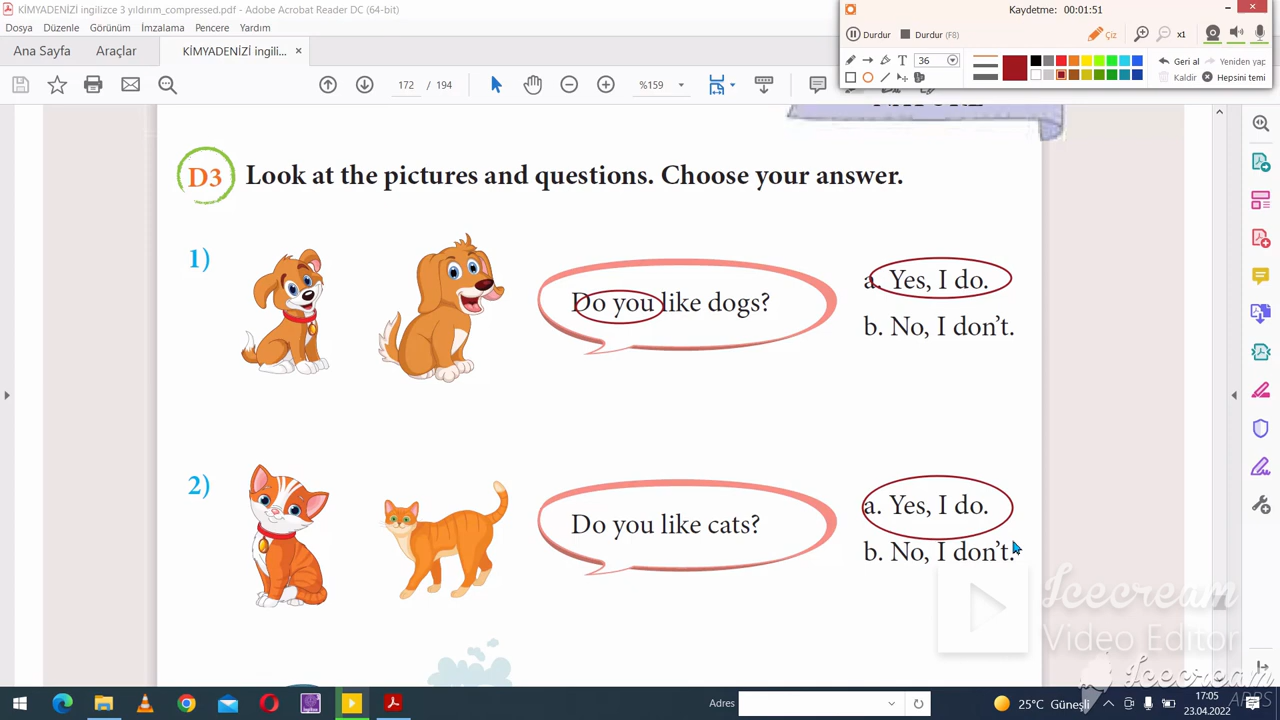 KİMYADENİZİ ingilizce 3 yıldırım_compressed.pdf - Adobe Acrobat Reader DC (64-bit)
Kaydetme: 00:01:51
Dosya Düzenle Görünüm İmzalama Pencere Yardım
Durdur Durdur (F8) Çiz x1
Ana Sayfa Araçlar KİMYADENİZİ ingili... ×
T 36 Geri al Yeniden yap
Kaldır Hepsini temi
172 / 194 %159
NATURE
D3 Look at the pictures and questions. Choose your answer.
1)
Do you like dogs?
a. Yes, I do.
b. No, I don't.
2)
Do you like cats?
a. Yes, I do.
b. No, I don't.
Icecream
Video Editor
Icecream
APPS
Adres
25°C Güneşli
17:05
23.04.2022